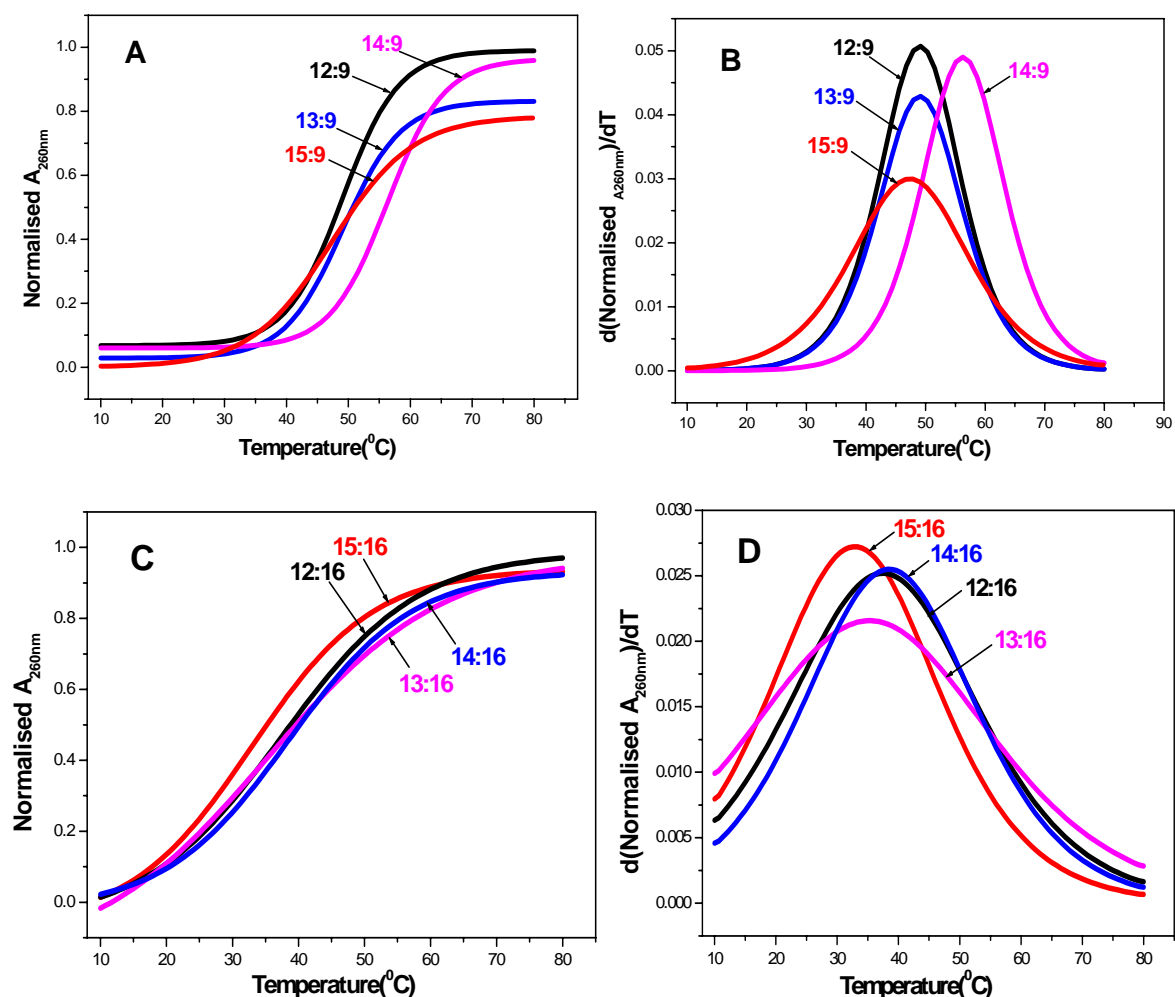 A
14:9
12:9
13:9
15:9
Normalised A260nm
1.0
0.8
0.6
0.4
0.2
0.0
10 20 30 40 50 60 70 80
Temperature(⁰C)
B
12:9
14:9
13:9
15:9
d(Normalised A260nm)/dT
0.05
0.04
0.03
0.02
0.01
0.00
10 20 30 40 50 60 70 80 90
Temperature(⁰C)
C
15:16
12:16
14:16
13:16
Normalised A260nm
1.0
0.8
0.6
0.4
0.2
0.0
10 20 30 40 50 60 70 80
Temperature(⁰C)
D
15:16
14:16
12:16
13:16
d(Normalised A260nm)/dT
0.030
0.025
0.020
0.015
0.010
0.005
0.000
10 20 30 40 50 60 70 80
Temperature(⁰C)